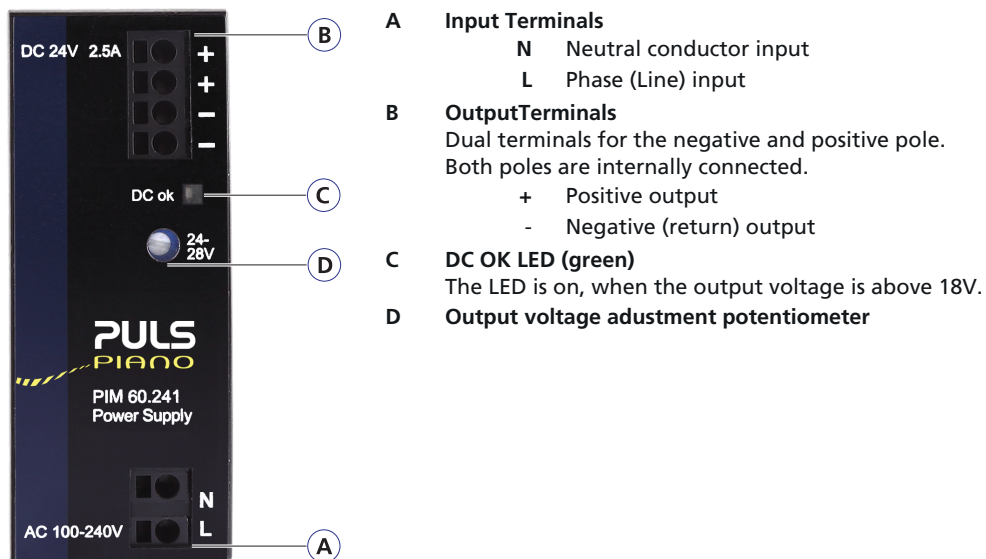 DC 24V 2.5A
+
+
−
−
B
DC ok
C
24-
28V
D
PULS
PIANO
PIM 60.241
Power Supply
N
AC 100-240V L
A
A Input Terminals
N Neutral conductor input
L Phase (Line) input
B OutputTerminals
Dual terminals for the negative and positive pole.
Both poles are internally connected.
+ Positive output
- Negative (return) output
C DC OK LED (green)
The LED is on, when the output voltage is above 18V.
D Output voltage adustment potentiometer